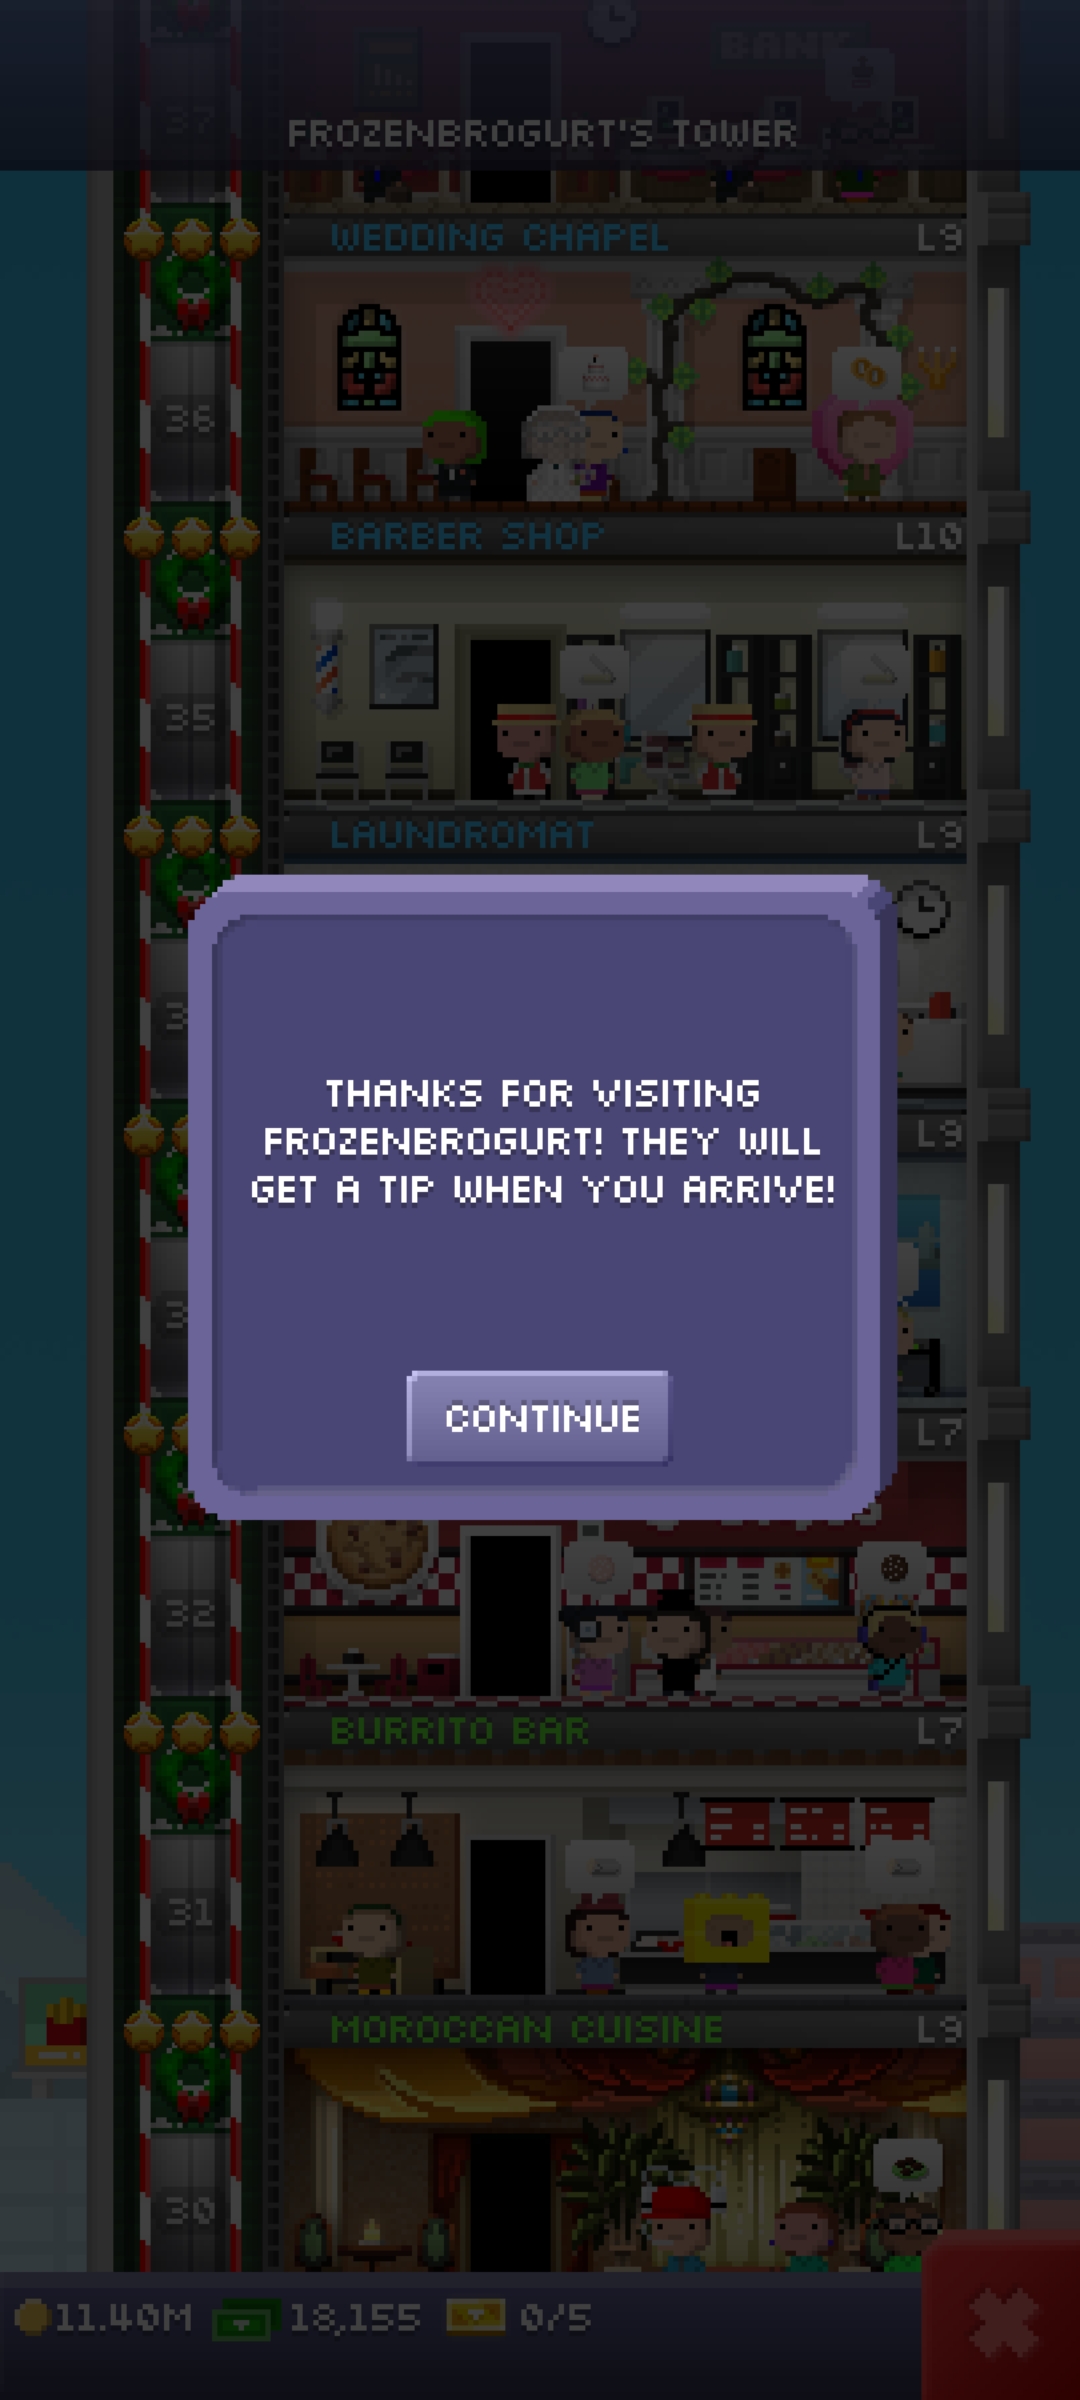 BANK
37
FROZENBROGURT'S TOWER
WEDDING CHAPEL L9
36
BARBER SHOP L10
35
LAUNDROMAT L9
L9
THANKS FOR VISITING
FROZENBROGURT! THEY WILL
GET A TIP WHEN YOU ARRIVE!
CONTINUE
L7
32
BURRITO BAR L7
31
MOROCCAN CUISINE L9
30
11.40M 18,155 0/5